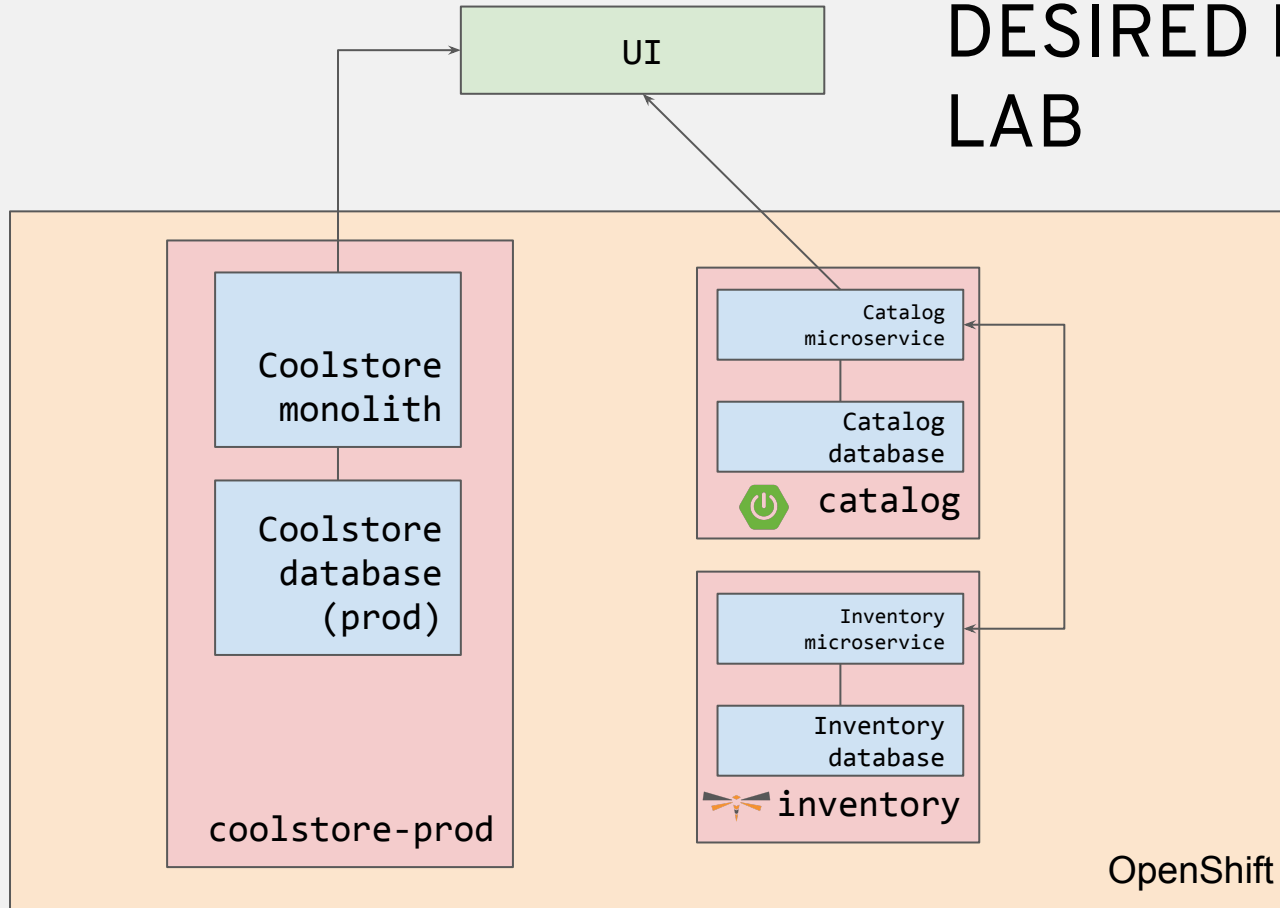 DESIRED
LAB
UI
Coolstore
monolith
Coolstore
database
(prod)
coolstore-prod
Catalog
microservice
Catalog
database
catalog
Inventory
microservice
Inventory
database
inventory
OpenShift